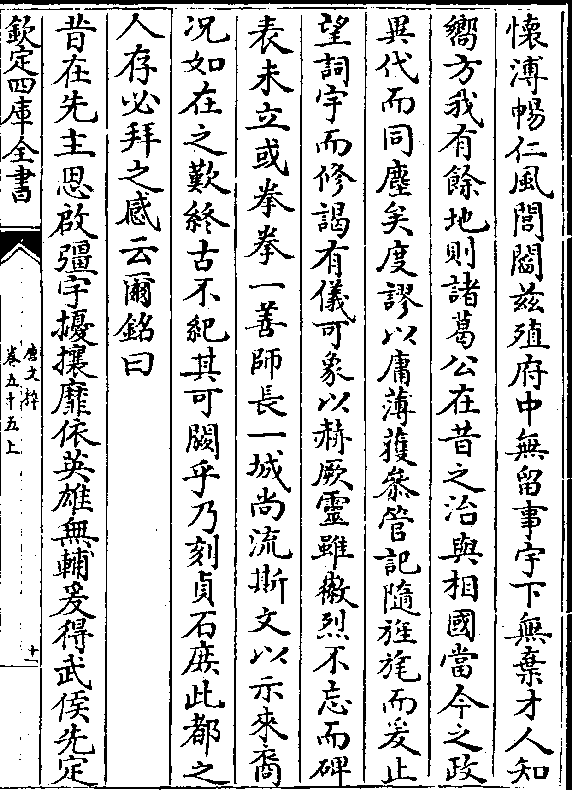 懷溥暢仁風閭閻兹殖府中無留事宇下無棄才人知
嚮方我有餘地則諸葛公在昔之治與相國當今之政
異代而同塵矣度謬以庸薄獲叅管記隨旌旄而爰止
望祠宇而修謁有儀可象以赫厥靈雖徽烈不忘而碑
表未立或拳拳一善師長一城尚流斯文以示來裔
况如在之歎終古不紀其可闕乎乃刻貞石庶此都之
人存必拜之感云爾銘曰
昔在先主思啟疆宇擾攘靡依英雄無輔爰得武侯先定
欽定四庫全書
唐文粹
卷五十五上
十一